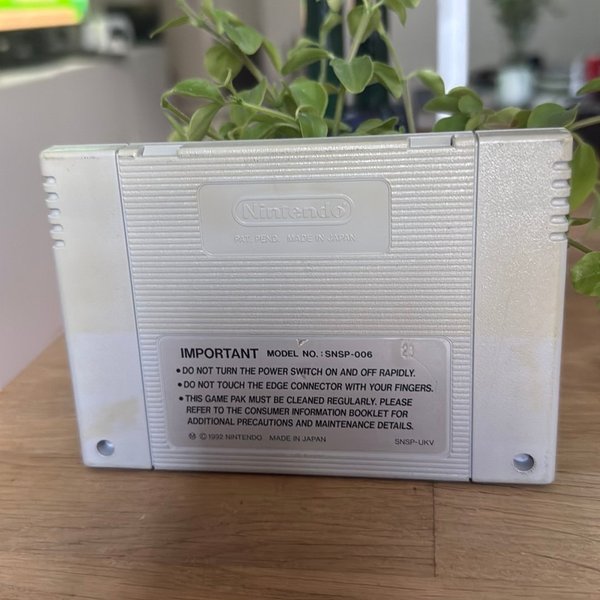 Nintendo
PAT. PEND. MADE IN JAPAN
IMPORTANT MODEL NO.: SNSP-006
• DO NOT TURN THE POWER SWITCH ON AND OFF RAPIDLY.
• DO NOT TOUCH THE EDGE CONNECTOR WITH YOUR FINGERS.
• THIS GAME PAK MUST BE CLEANED REGULARLY. PLEASE
REFER TO THE CONSUMER INFORMATION BOOKLET FOR
ADDITIONAL PRECAUTIONS AND MAINTENANCE DETAILS.
Ⓜ ©1992 NINTENDO. MADE IN JAPAN
SNSP-UKV